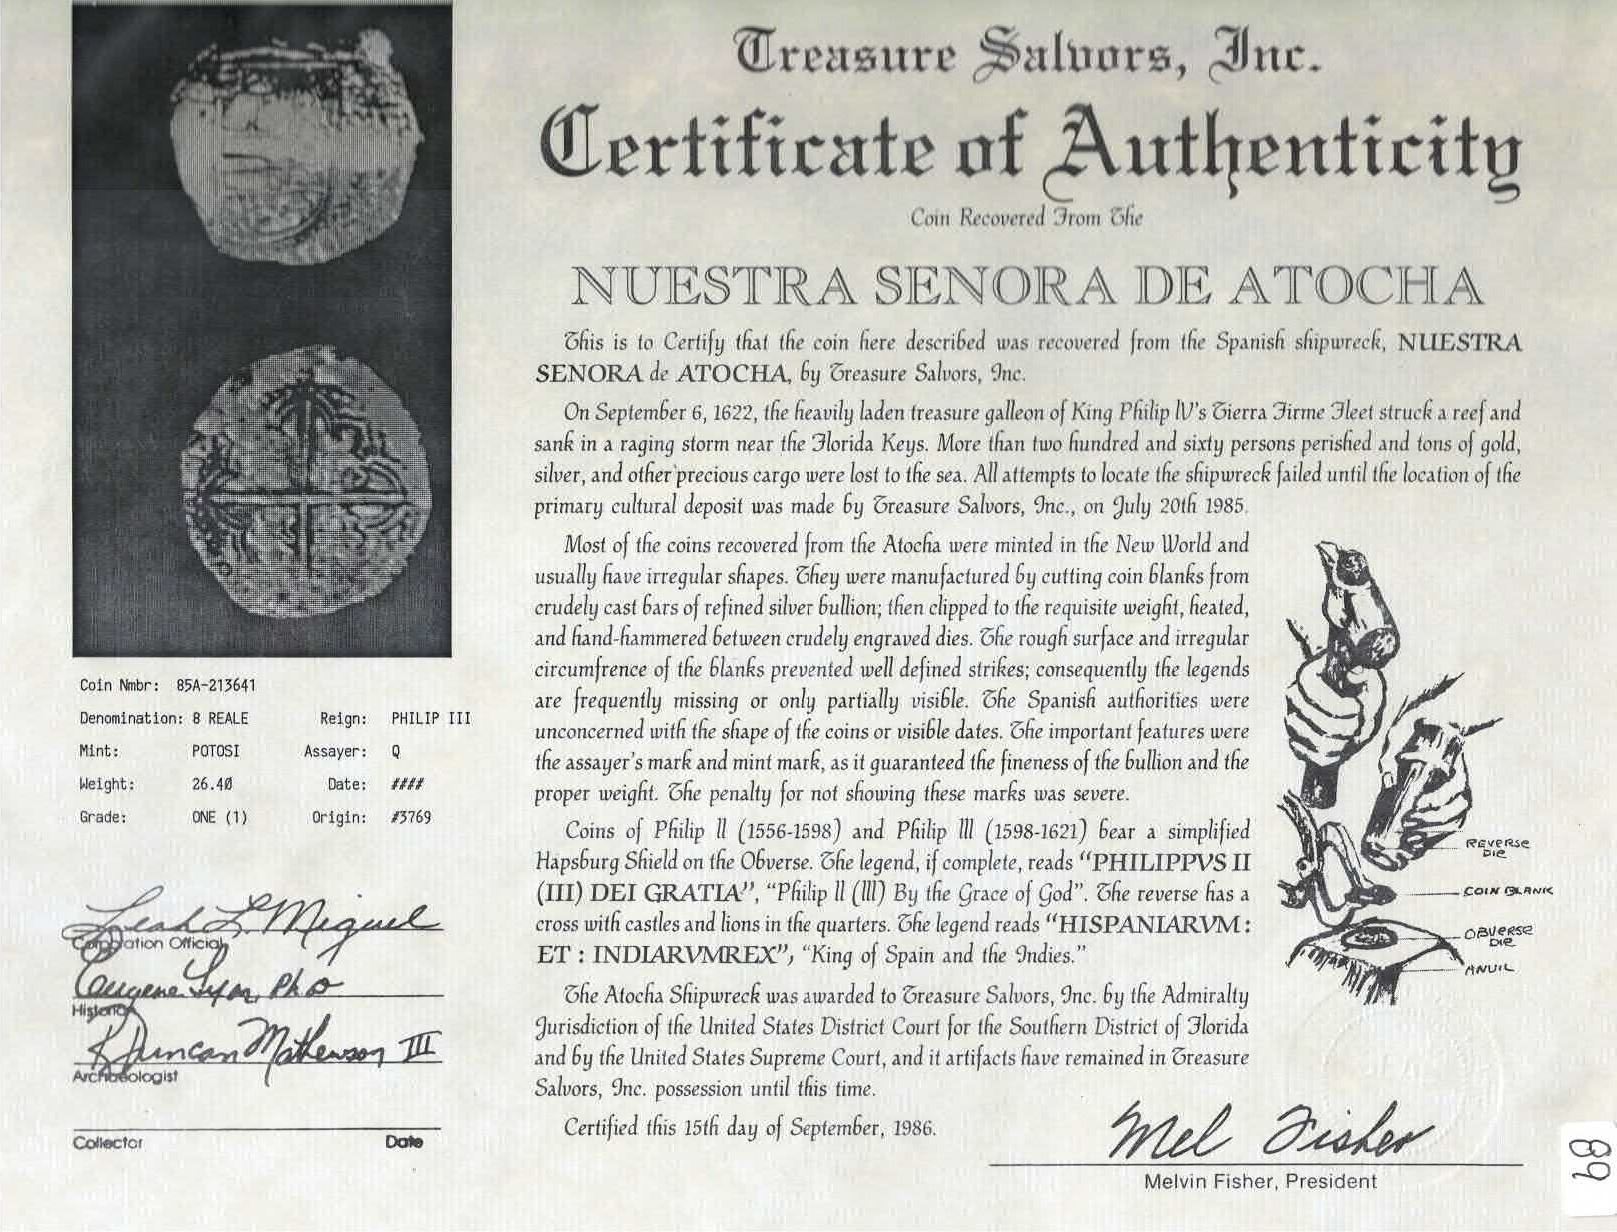 Treasure Salvors, Inc.
Certificate of Authenticity
Coin Recovered From The
NUESTRA SENORA DE ATOCHA
This is to Certify that the coin here described was recovered from the Spanish shipwreck, NUESTRA
SENORA de ATOCHA, by Treasure Salvors, Inc.
On September 6, 1622, the heavily laden treasure galleon of King Philip IV's Tierra Firme Fleet struck a reef and
sank in a raging storm near the Florida Keys. More than two hundred and sixty persons perished and tons of gold,
silver, and other precious cargo were lost to the sea. All attempts to locate the shipwreck failed until the location of the
primary cultural deposit was made by Treasure Salvors, Inc., on July 20th 1985.
Most of the coins recovered from the Atocha were minted in the New World and
usually have irregular shapes. They were manufactured by cutting coin blanks from
crudely cast bars of refined silver bullion; then clipped to the requisite weight, heated,
and hand-hammered between crudely engraved dies. The rough surface and irregular
circumfrence of the blanks prevented well defined strikes; consequently the legends
are frequently missing or only partially visible. The Spanish authorities were
unconcerned with the shape of the coins or visible dates. The important features were
the assayer's mark and mint mark, as it guaranteed the fineness of the bullion and the
proper weight. The penalty for not showing these marks was severe.
Coins of Philip II (1556-1598) and Philip III (1598-1621) bear a simplified
Hapsburg Shield on the Obverse. The legend, if complete, reads "PHILIPPVS II
(III) DEI GRATIA", "Philip II (III) By the Grace of God". The reverse has a
cross with castles and lions in the quarters. The legend reads "HISPANIARVM :
ET : INDIARVMREX", "King of Spain and the Indies."
The Atocha Shipwreck was awarded to Treasure Salvors, Inc. by the Admiralty
Jurisdiction of the United States District Court for the Southern District of Florida
and by the United States Supreme Court, and it artifacts have remained in Treasure
Salvors, Inc. possession until this time.
Certified this 15th day of September, 1986.
Mel Fisher
Melvin Fisher, President
REVERSE
DIE
COIN BLANK
OBVERSE
DIE
ANVIL
Coin Nmbr: 85A-213641
Denomination: 8 REALE Reign: PHILIP III
Mint: POTOSI Assayer: Q
Weight: 26.40 Date: ####
Grade: ONE (1) Origin: #3769
Leah L. Miguel
Corporation Official
Eugene Lyon, PhD
Historian
R Duncan Mathewson III
Archaeologist
Collector Date
89